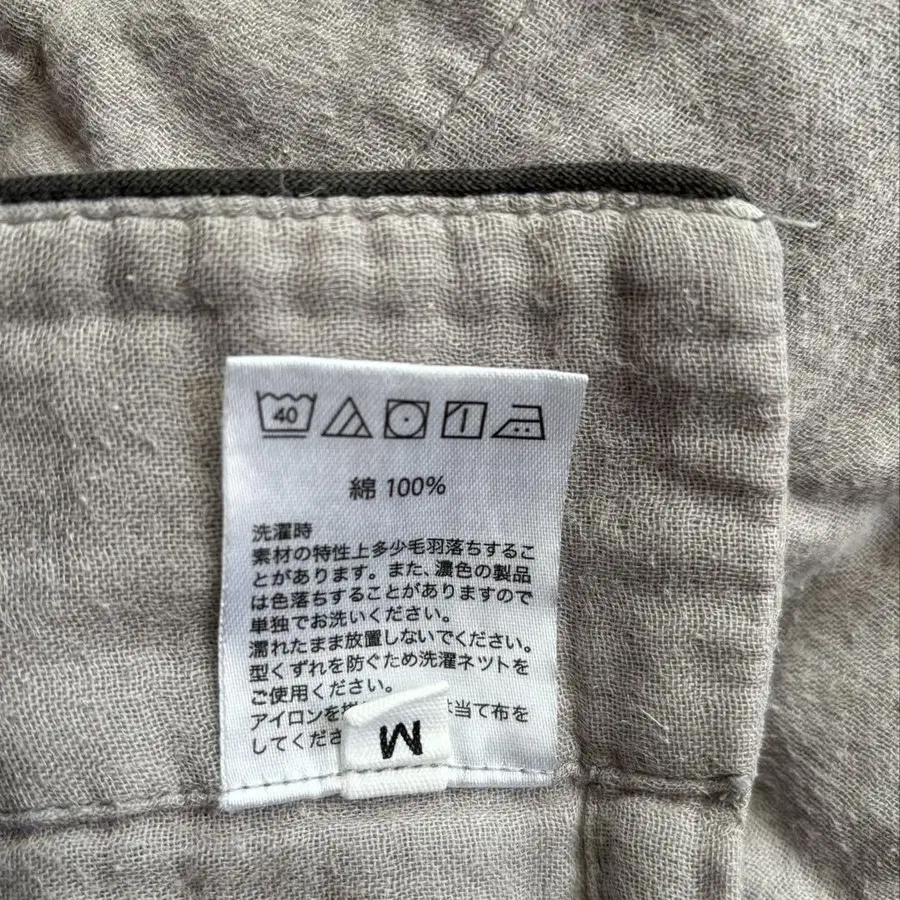 40
綿 100%
洗濯時
素材の特性上多少毛羽落ちするこ
とがあります。また、濃色の製品
は色落ちすることがありますので
単独でお洗いください。
濡れたまま放置しないでください。
型くずれを防ぐため洗濯ネットを
ご使用ください。
アイロンを 当て布を
してくださ
M